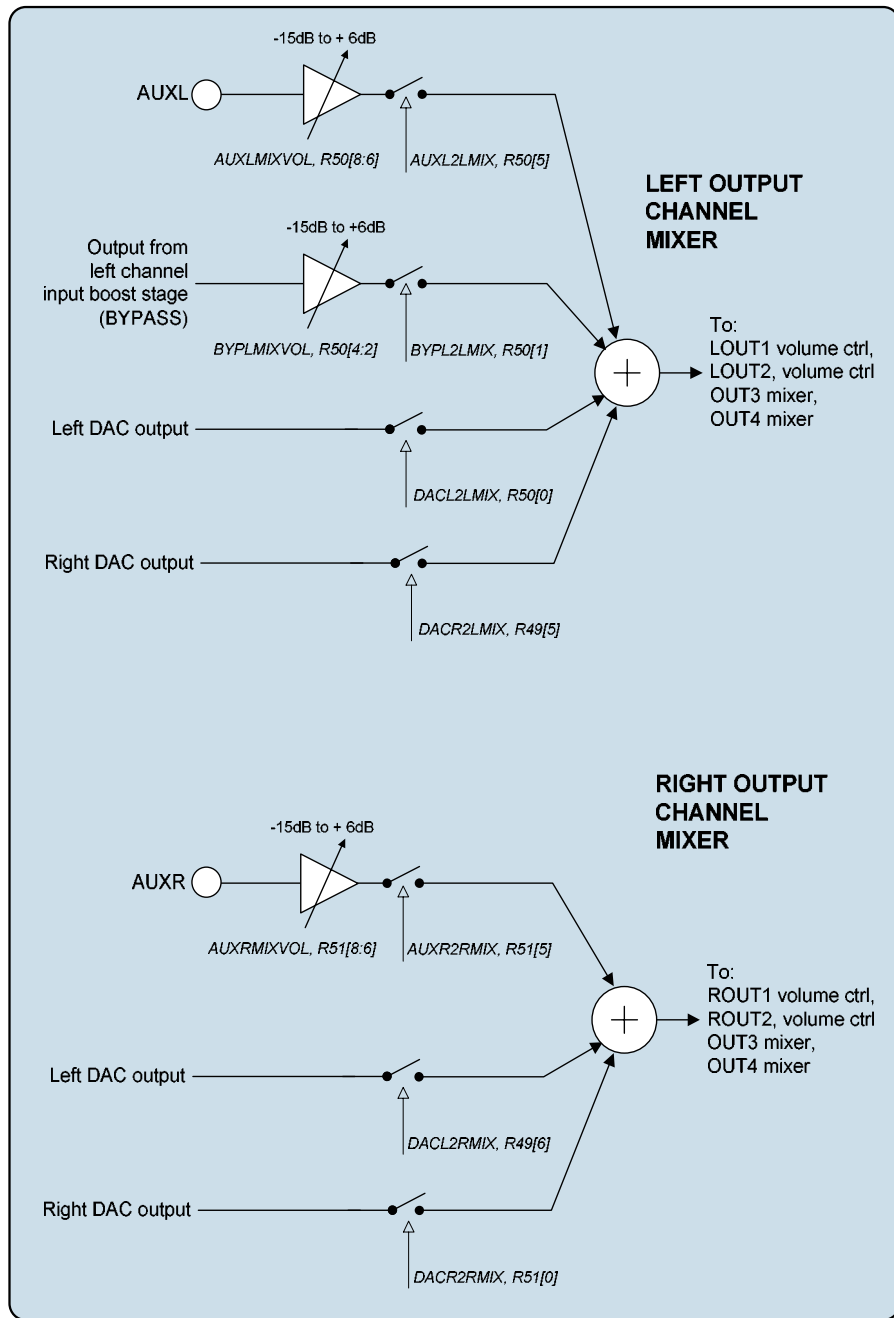 -15dB to + 6dB
AUXL
AUXLMIXVOL, R50[8:6]
AUXL2LMIX, R50[5]
LEFT OUTPUT
CHANNEL
MIXER
-15dB to +6dB
Output from
left channel
input boost stage
(BYPASS)
BYPLMIXVOL, R50[4:2]
BYPL2LMIX, R50[1]
To:
LOUT1 volume ctrl,
LOUT2, volume ctrl
OUT3 mixer,
OUT4 mixer
Left DAC output
DACL2LMIX, R50[0]
Right DAC output
DACR2LMIX, R49[5]
RIGHT OUTPUT
CHANNEL
MIXER
-15dB to + 6dB
AUXR
AUXRMIXVOL, R51[8:6]
AUXR2RMIX, R51[5]
To:
ROUT1 volume ctrl,
ROUT2, volume ctrl
OUT3 mixer,
OUT4 mixer
Left DAC output
DACL2RMIX, R49[6]
Right DAC output
DACR2RMIX, R51[0]